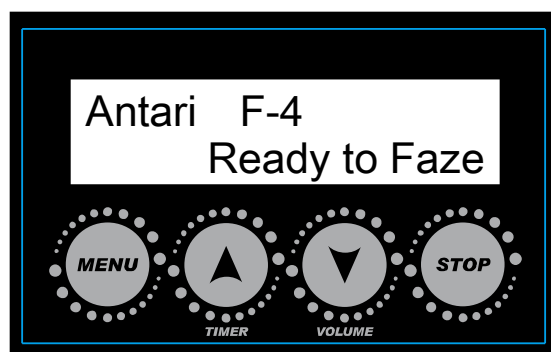 Antari F-4
Ready to Faze
MENU
STOP
TIMER
VOLUME